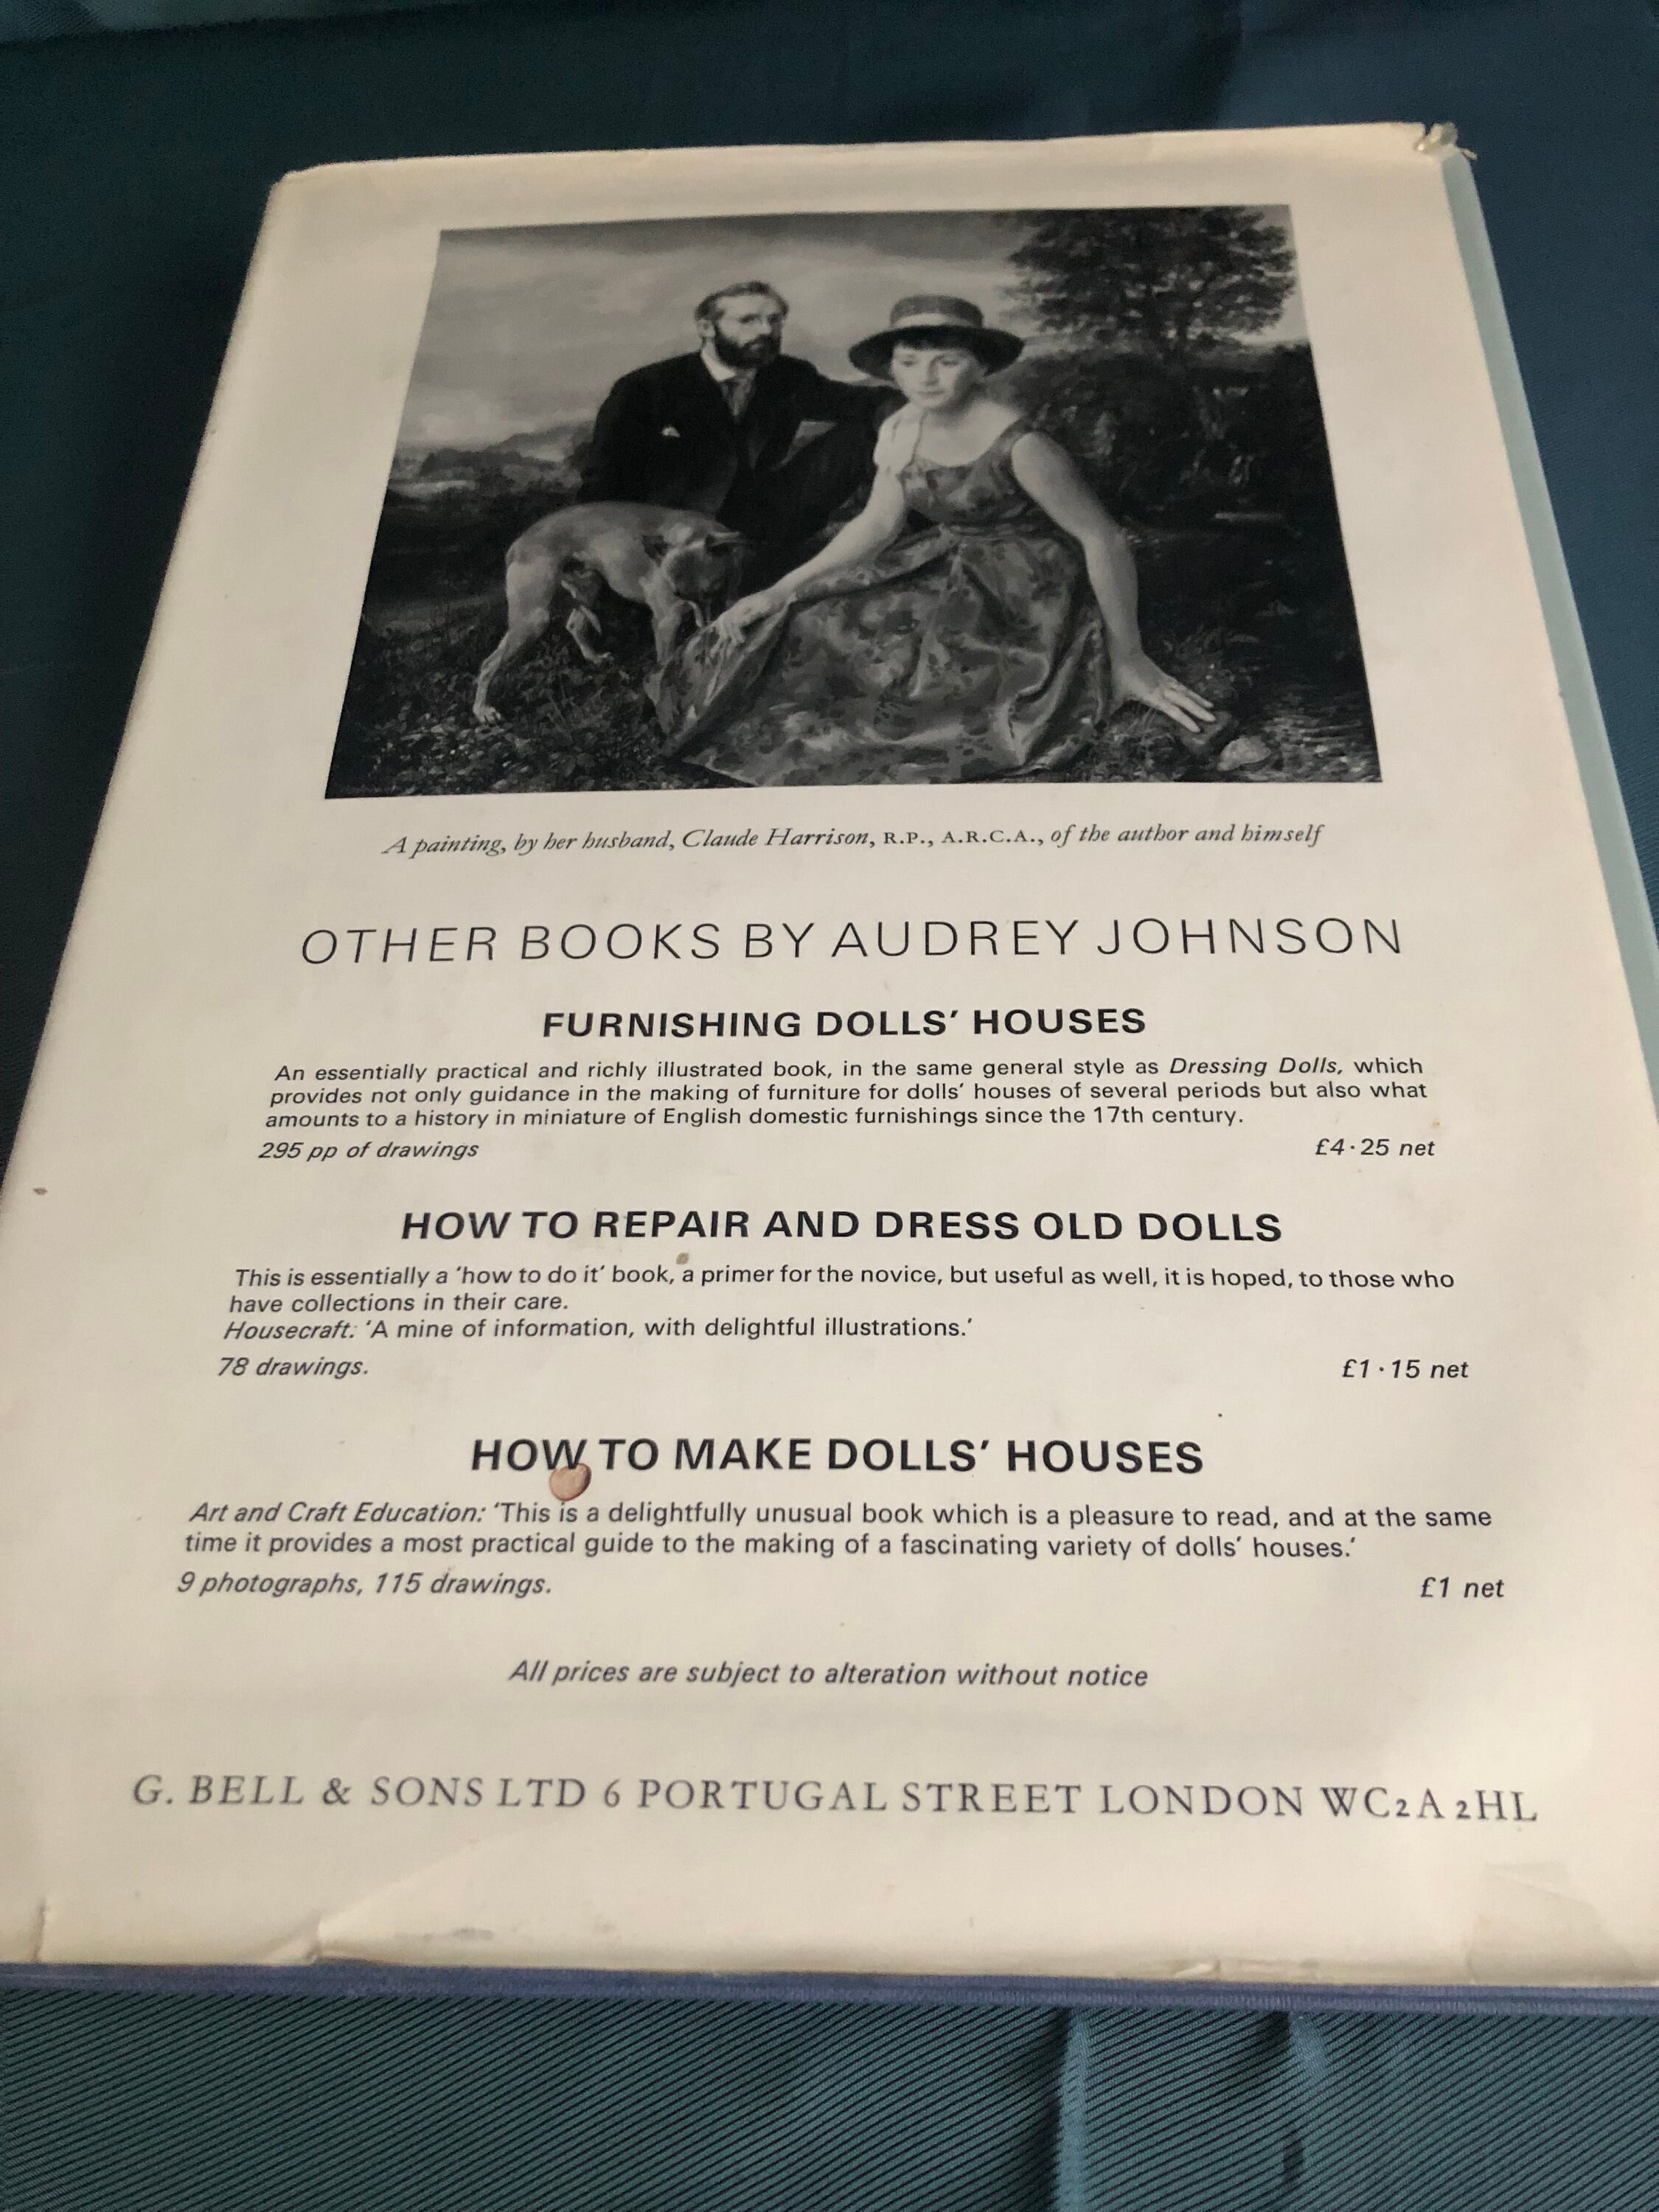 A painting, by her husband, Claude Harrison, R.P., A.R.C.A., of the author and himself
OTHER BOOKS BY AUDREY JOHNSON
FURNISHING DOLLS’ HOUSES
An essentially practical and richly illustrated book, in the same general style as Dressing Dolls, which
provides not only guidance in the making of furniture for dolls’ houses of several periods but also what
amounts to a history in miniature of English domestic furnishings since the 17th century.
295 pp of drawings £4·25 net
HOW TO REPAIR AND DRESS OLD DOLLS
This is essentially a ‘how to do it’ book, a primer for the novice, but useful as well, it is hoped, to those who
have collections in their care.
Housecraft: ‘A mine of information, with delightful illustrations.’
78 drawings. £1·15 net
HOW TO MAKE DOLLS’ HOUSES
Art and Craft Education: ‘This is a delightfully unusual book which is a pleasure to read, and at the same
time it provides a most practical guide to the making of a fascinating variety of dolls’ houses.’
9 photographs, 115 drawings. £1 net
All prices are subject to alteration without notice
G. BELL & SONS LTD 6 PORTUGAL STREET LONDON WC2A 2HL